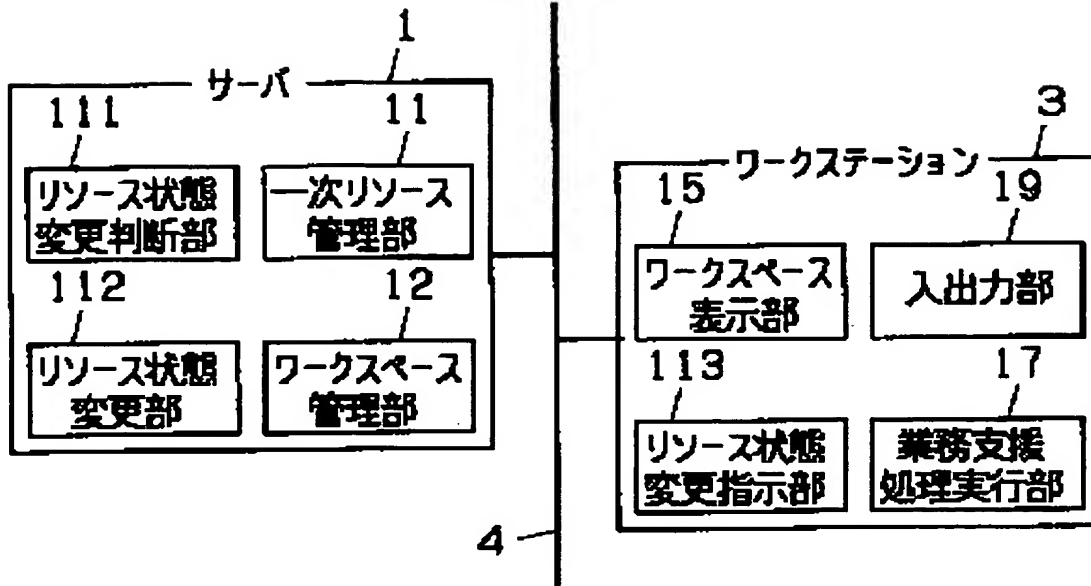 1
サーバ
111
11
リソース状態
変更判断部
一次リソース
管理部
112
12
リソース状態
変更部
ワークスペース
管理部
3
ワークステーション
15
19
ワークスペース
表示部
入出力部
113
17
リソース状態
変更指示部
業務支援
処理実行部
4